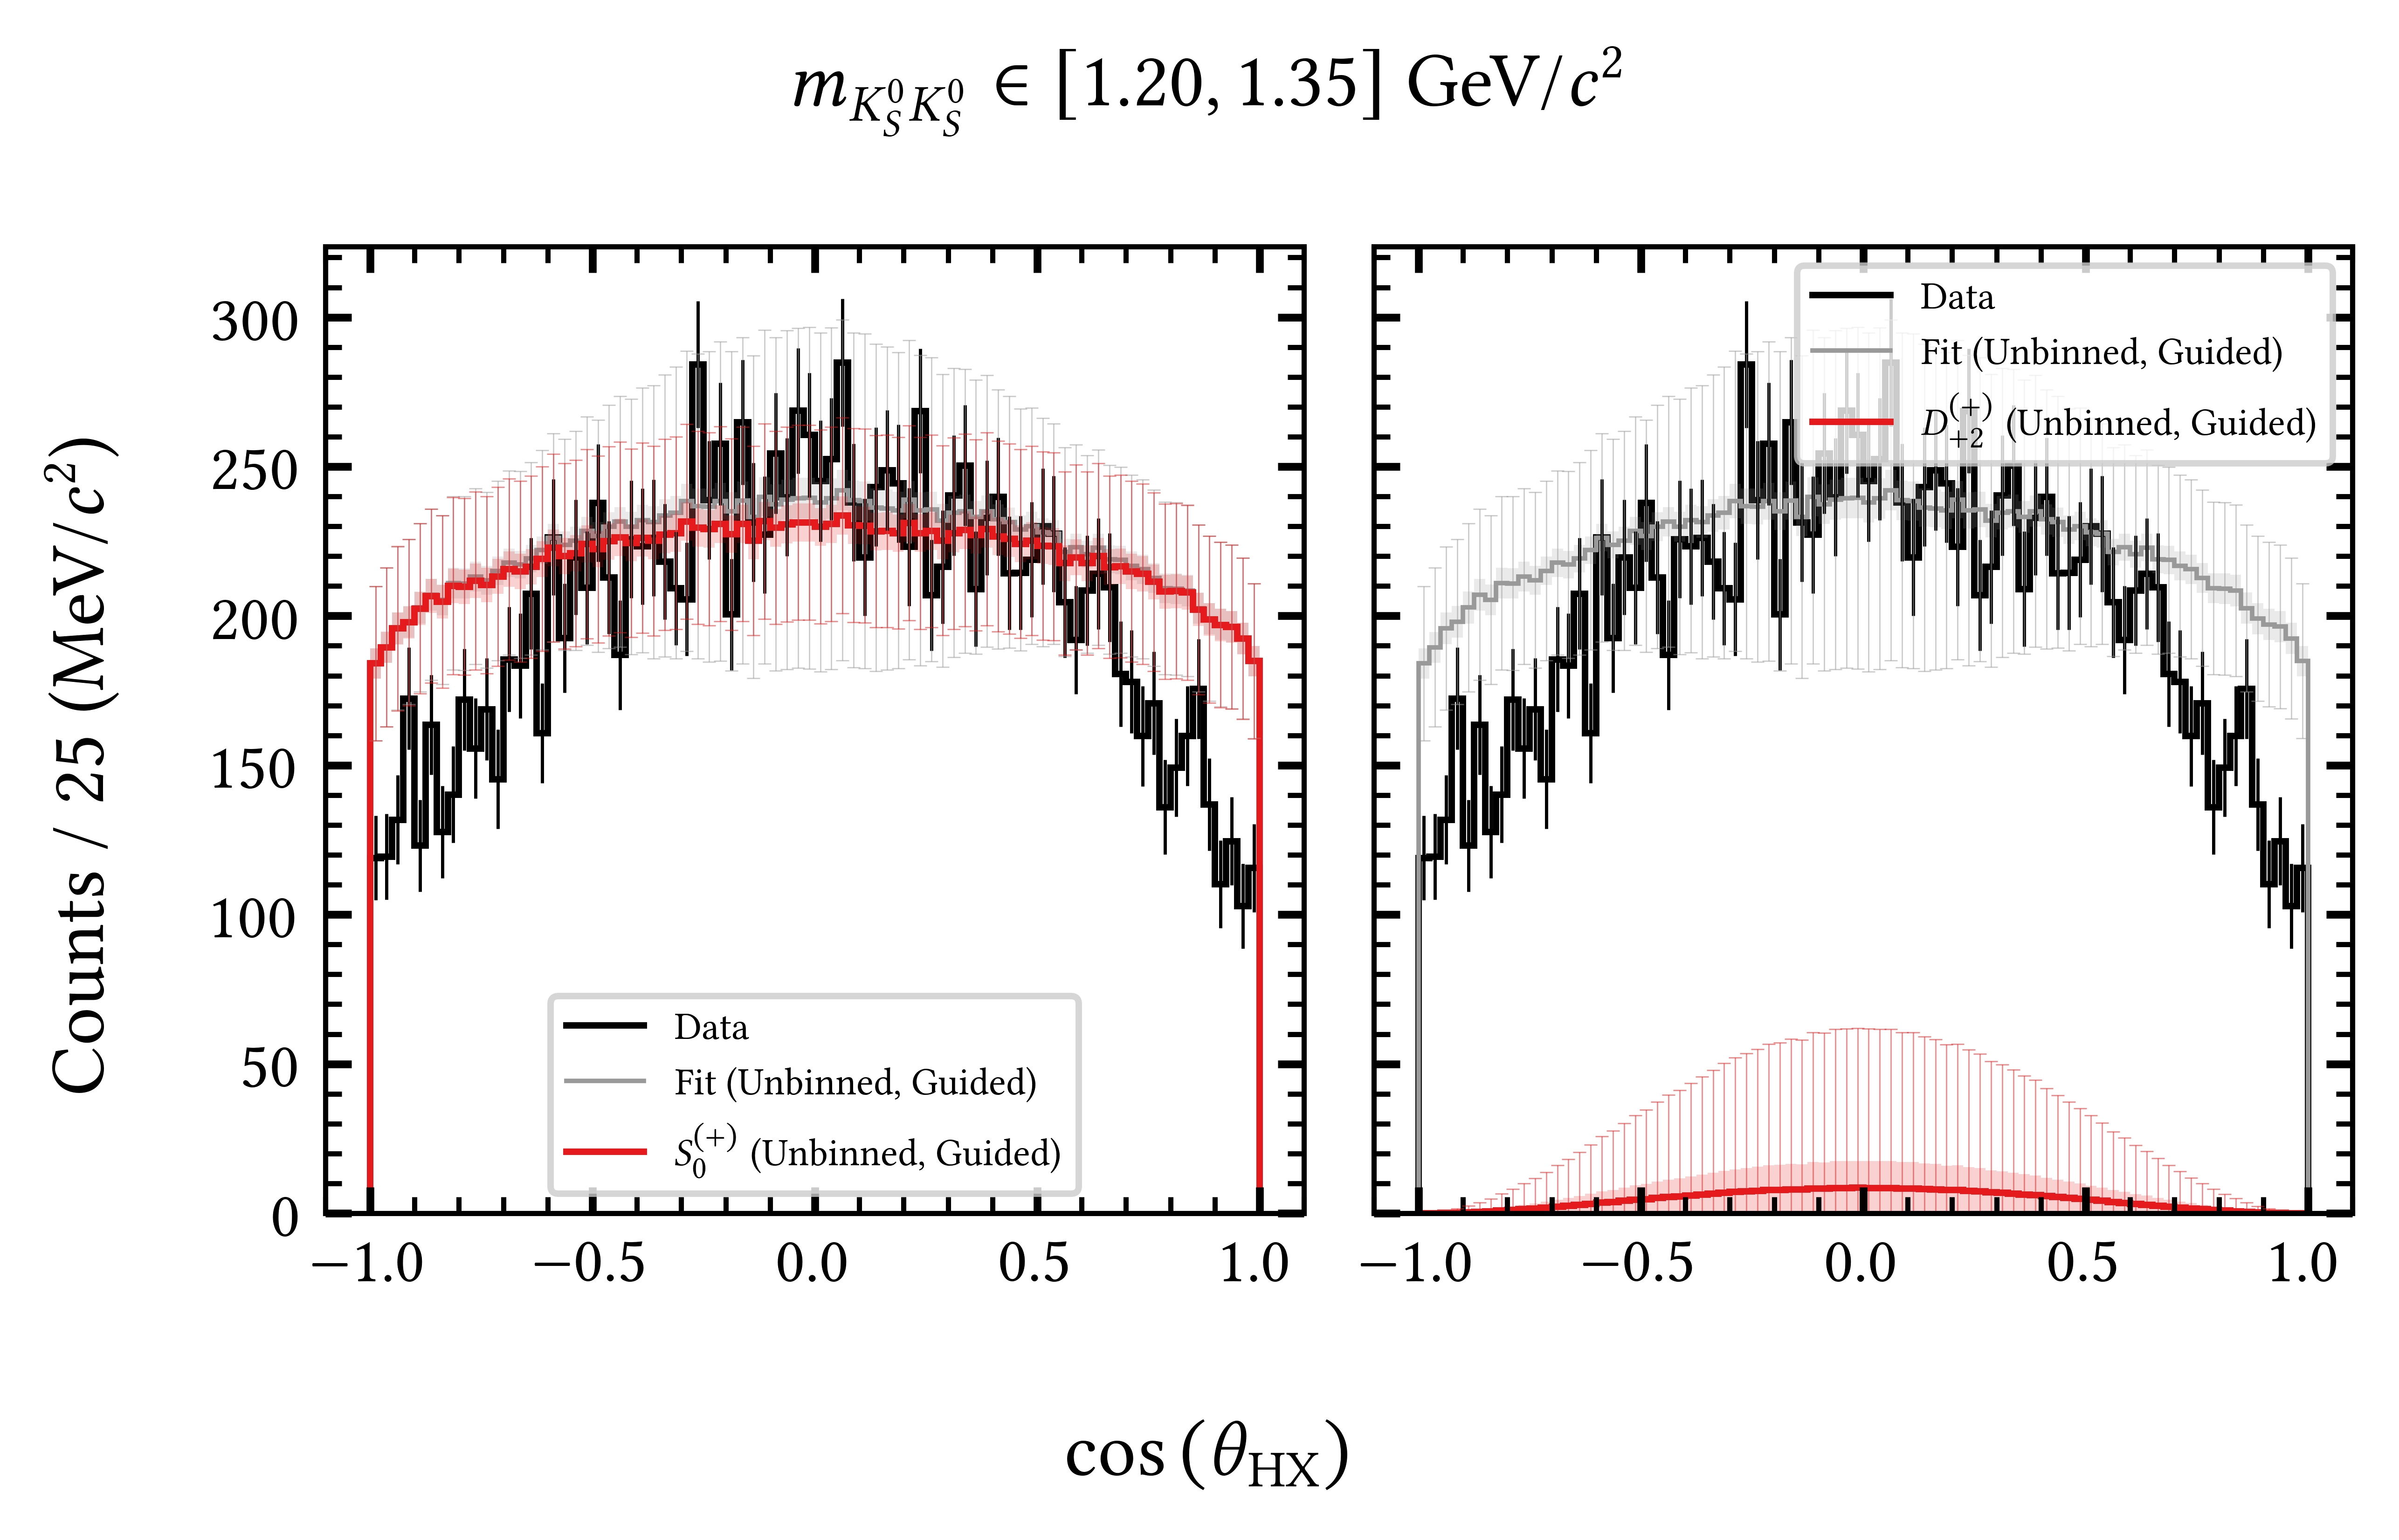 m_{K_S^0 K_S^0} ∈ [1.20, 1.35] GeV/c²
Counts / 25 (MeV/c²)
300
250
200
150
100
50
0
Data
Fit (Unbinned, Guided)
S_0^{(+)} (Unbinned, Guided)
−1.0 −0.5 0.0 0.5 1.0
Data
Fit (Unbinned, Guided)
D_{+2}^{(+)} (Unbinned, Guided)
−1.0 −0.5 0.0 0.5 1.0
cos (θ_{HX})